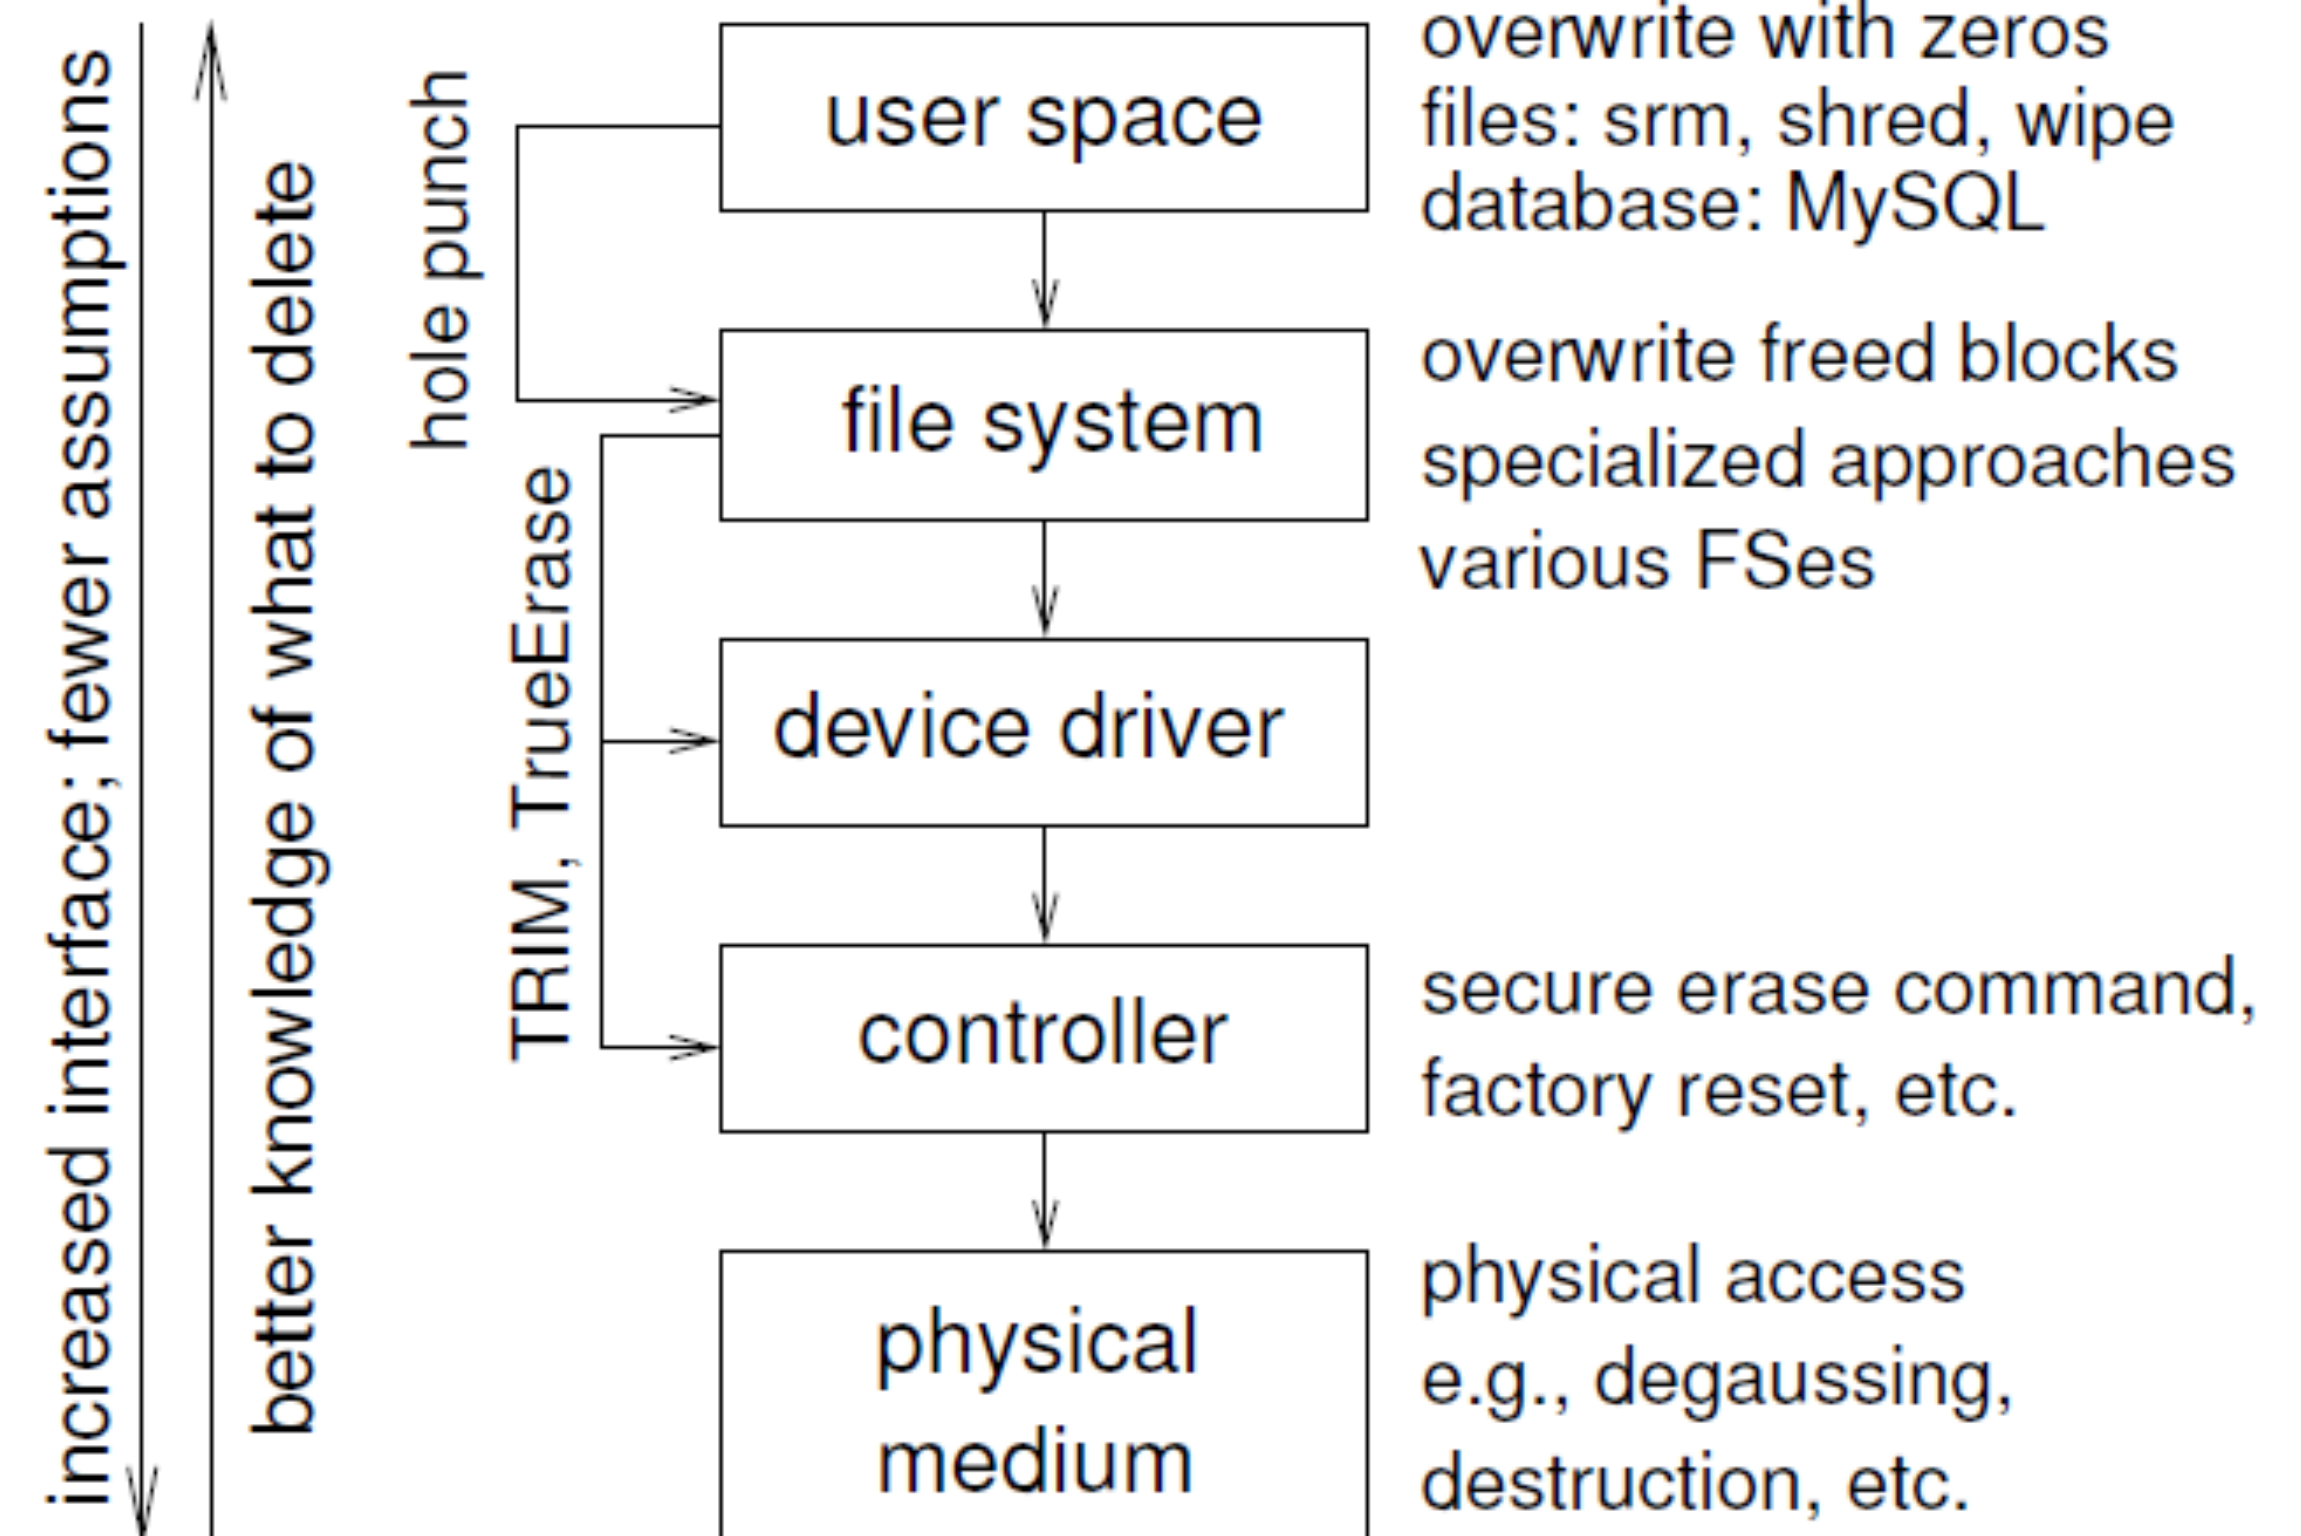 increased interface; fewer assumptions
better knowledge of what to delete
hole punch
TRIM, TrueErase
user space
overwrite with zeros
files: srm, shred, wipe
database: MySQL
file system
overwrite freed blocks
specialized approaches
various FSes
device driver
controller
secure erase command,
factory reset, etc.
physical
medium
physical access
e.g., degaussing,
destruction, etc.